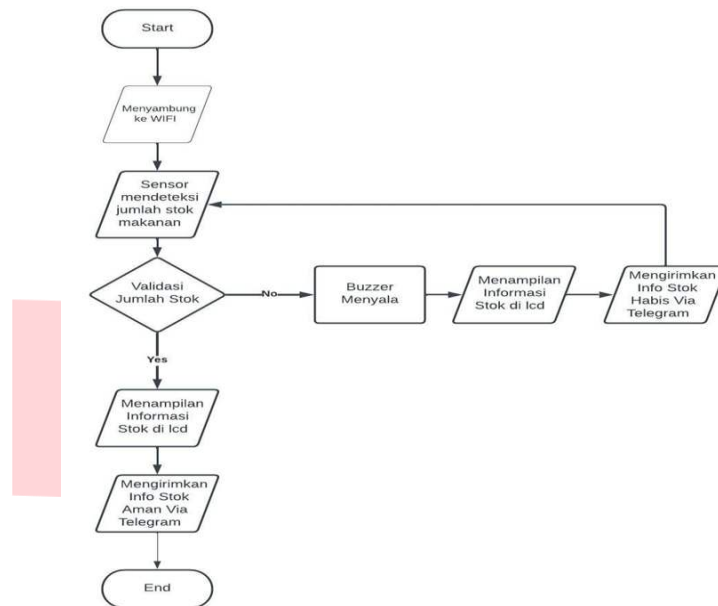 Start
Menyambung
ke WIFI
Sensor
mendeteksi
jumlah stok
makanan
Validasi
Jumlah Stok
No
Buzzer
Menyala
Menampilan
Informasi
Stok di lcd
Mengirimkan
Info Stok
Habis Via
Telegram
Yes
Menampilan
Informasi
Stok di lcd
Mengirimkan
Info Stok
Aman Via
Telegram
End